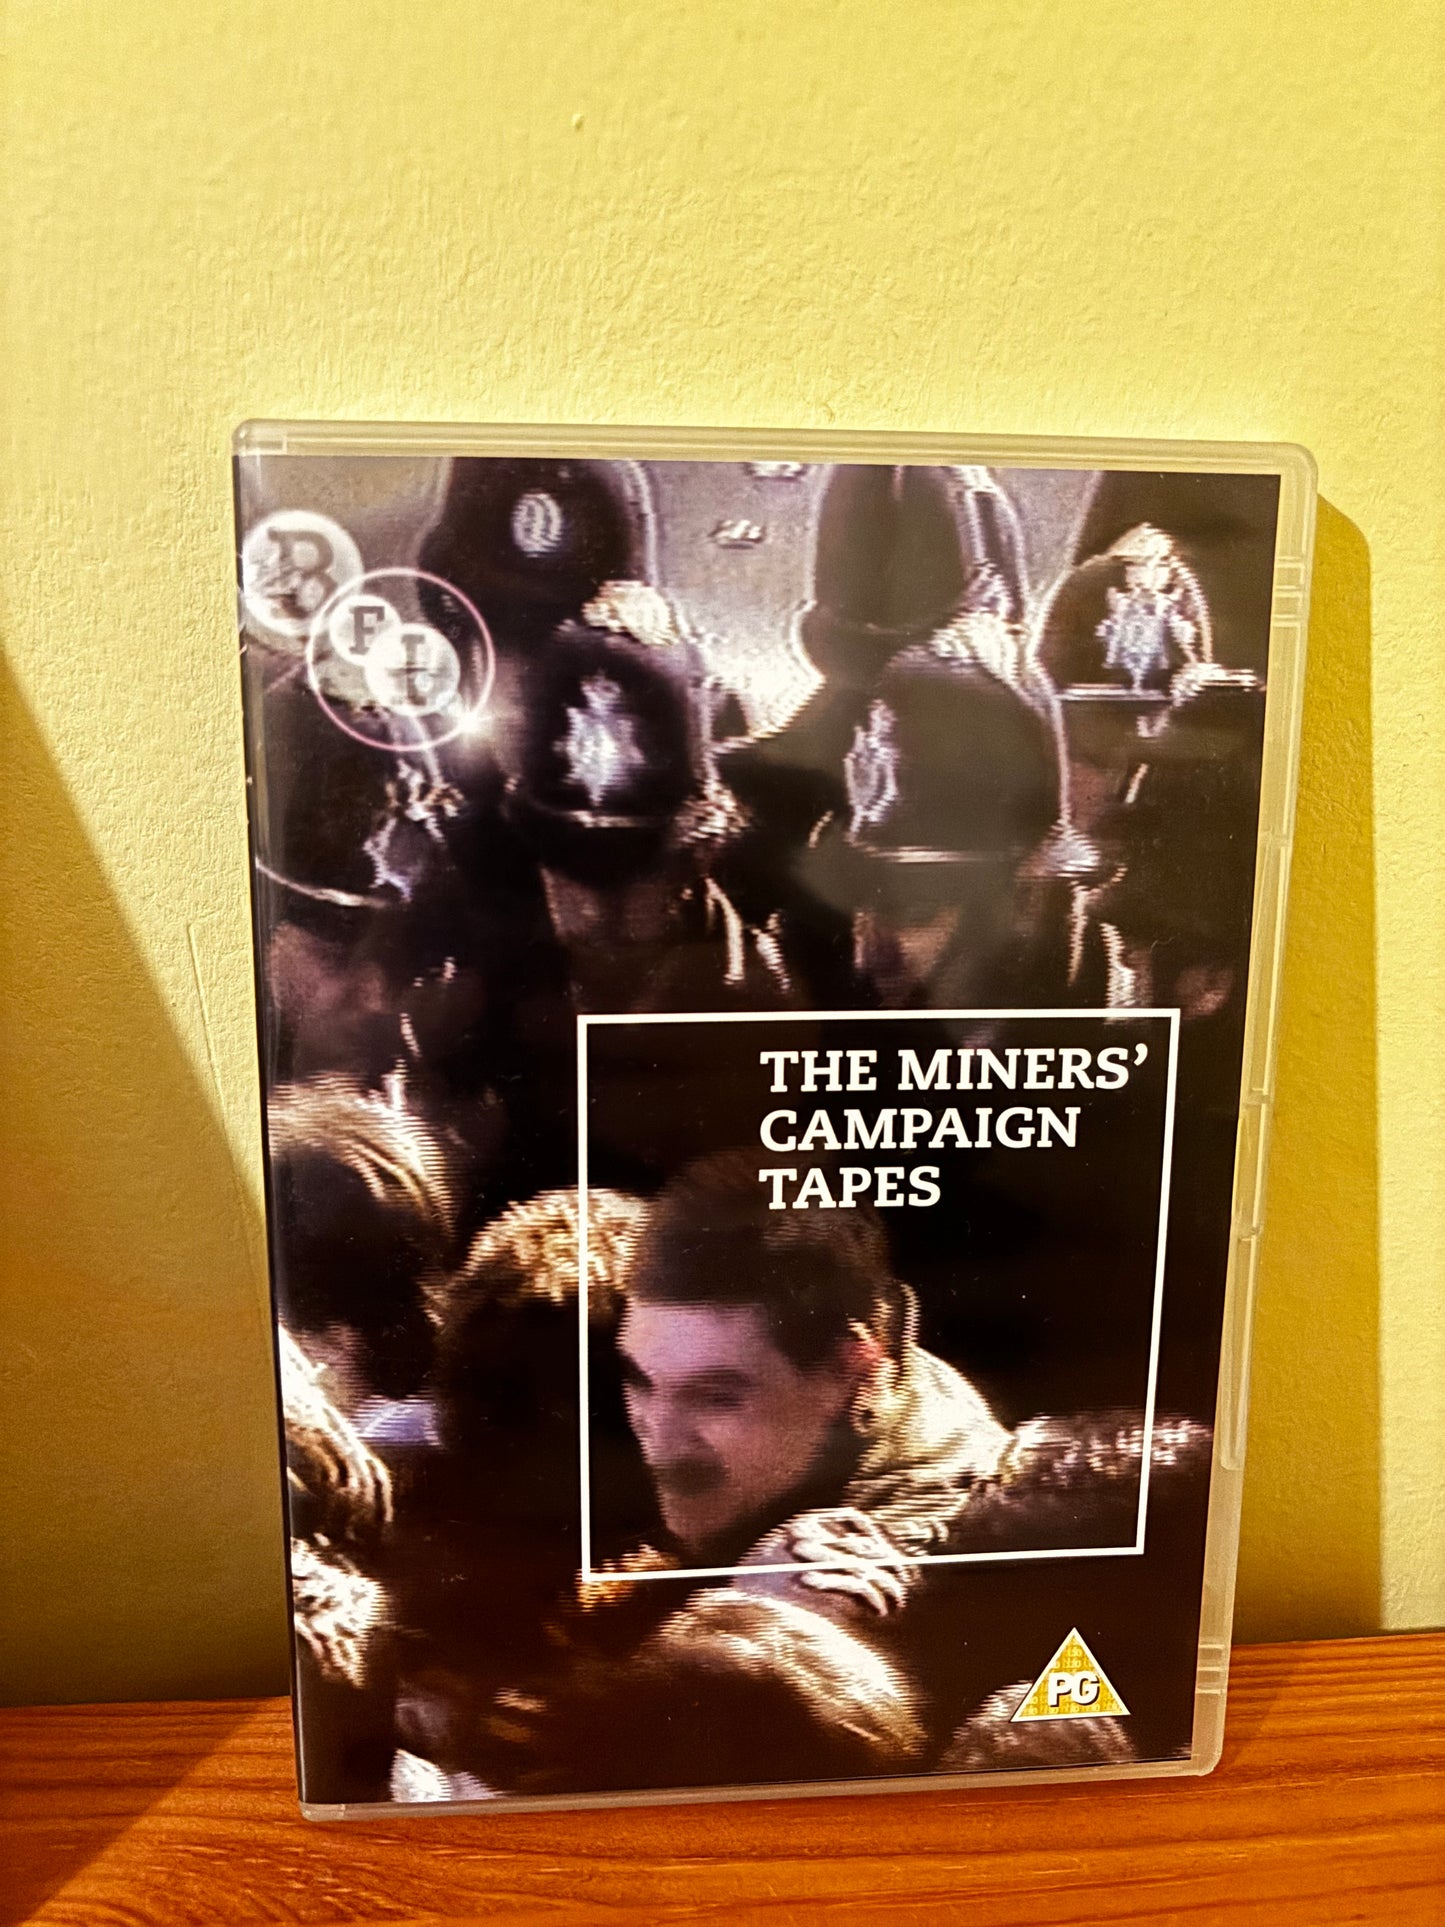 BFI
THE MINERS’
CAMPAIGN
TAPES
PG